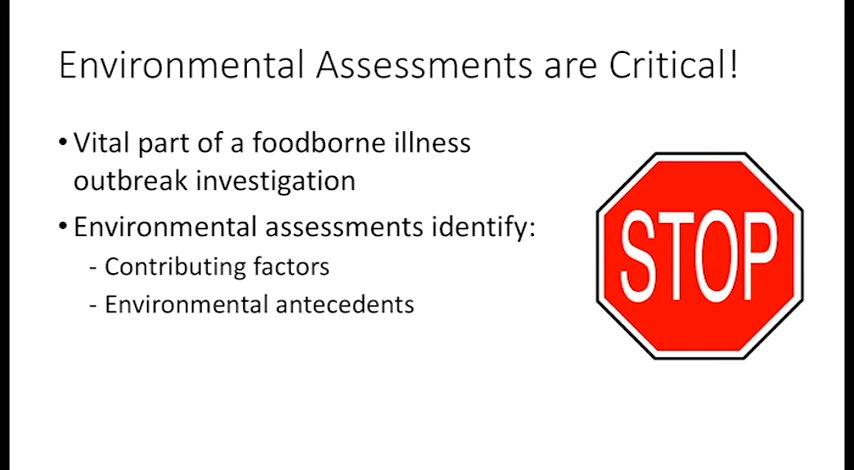 Environmental Assessments are Critical!
• Vital part of a foodborne illness
outbreak investigation
• Environmental assessments identify:
- Contributing factors
- Environmental antecedents
STOP